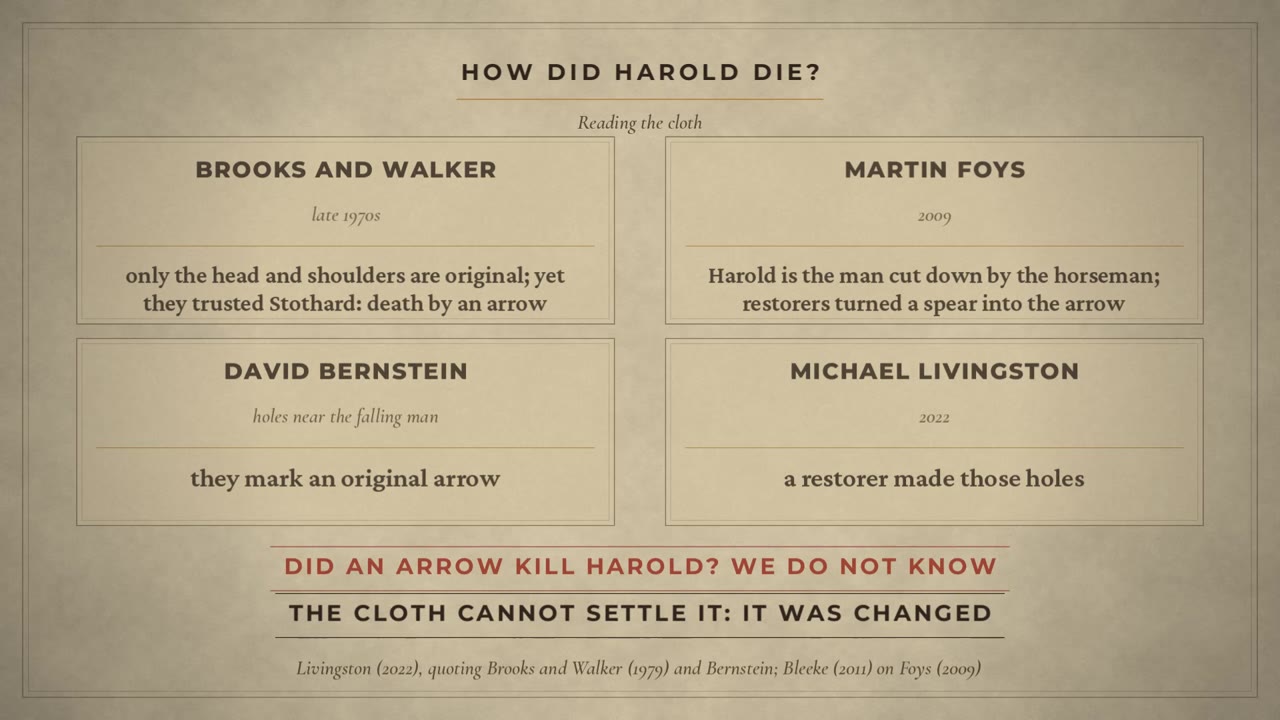 HOW DID HAROLD DIE?
Reading the cloth
BROOKS AND WALKER
late 1970s
only the head and shoulders are original; yet
they trusted Stothard: death by an arrow
MARTIN FOYS
2009
Harold is the man cut down by the horseman;
restorers turned a spear into the arrow
DAVID BERNSTEIN
holes near the falling man
they mark an original arrow
MICHAEL LIVINGSTON
2022
a restorer made those holes
DID AN ARROW KILL HAROLD? WE DO NOT KNOW
THE CLOTH CANNOT SETTLE IT: IT WAS CHANGED
Livingston (2022), quoting Brooks and Walker (1979) and Bernstein; Bleeke (2011) on Foys (2009)